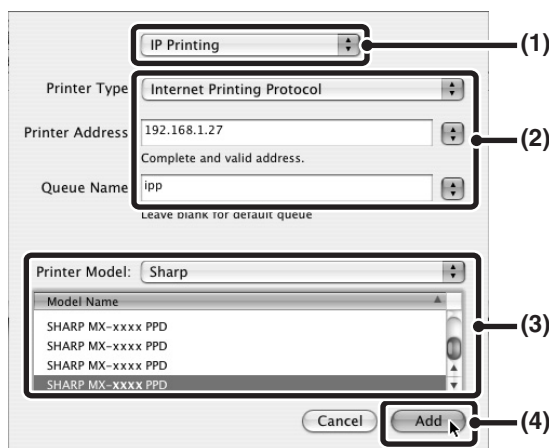 IP Printing
(1)
Printer Type Internet Printing Protocol
Printer Address 192.168.1.27
(2)
Complete and valid address.
Queue Name ipp
Leave blank for default queue
Printer Model: Sharp
Model Name
SHARP MX-xxxx PPD
(3)
SHARP MX-xxxx PPD
SHARP MX-xxxx PPD
SHARP MX-xxxx PPD
Cancel Add
(4)